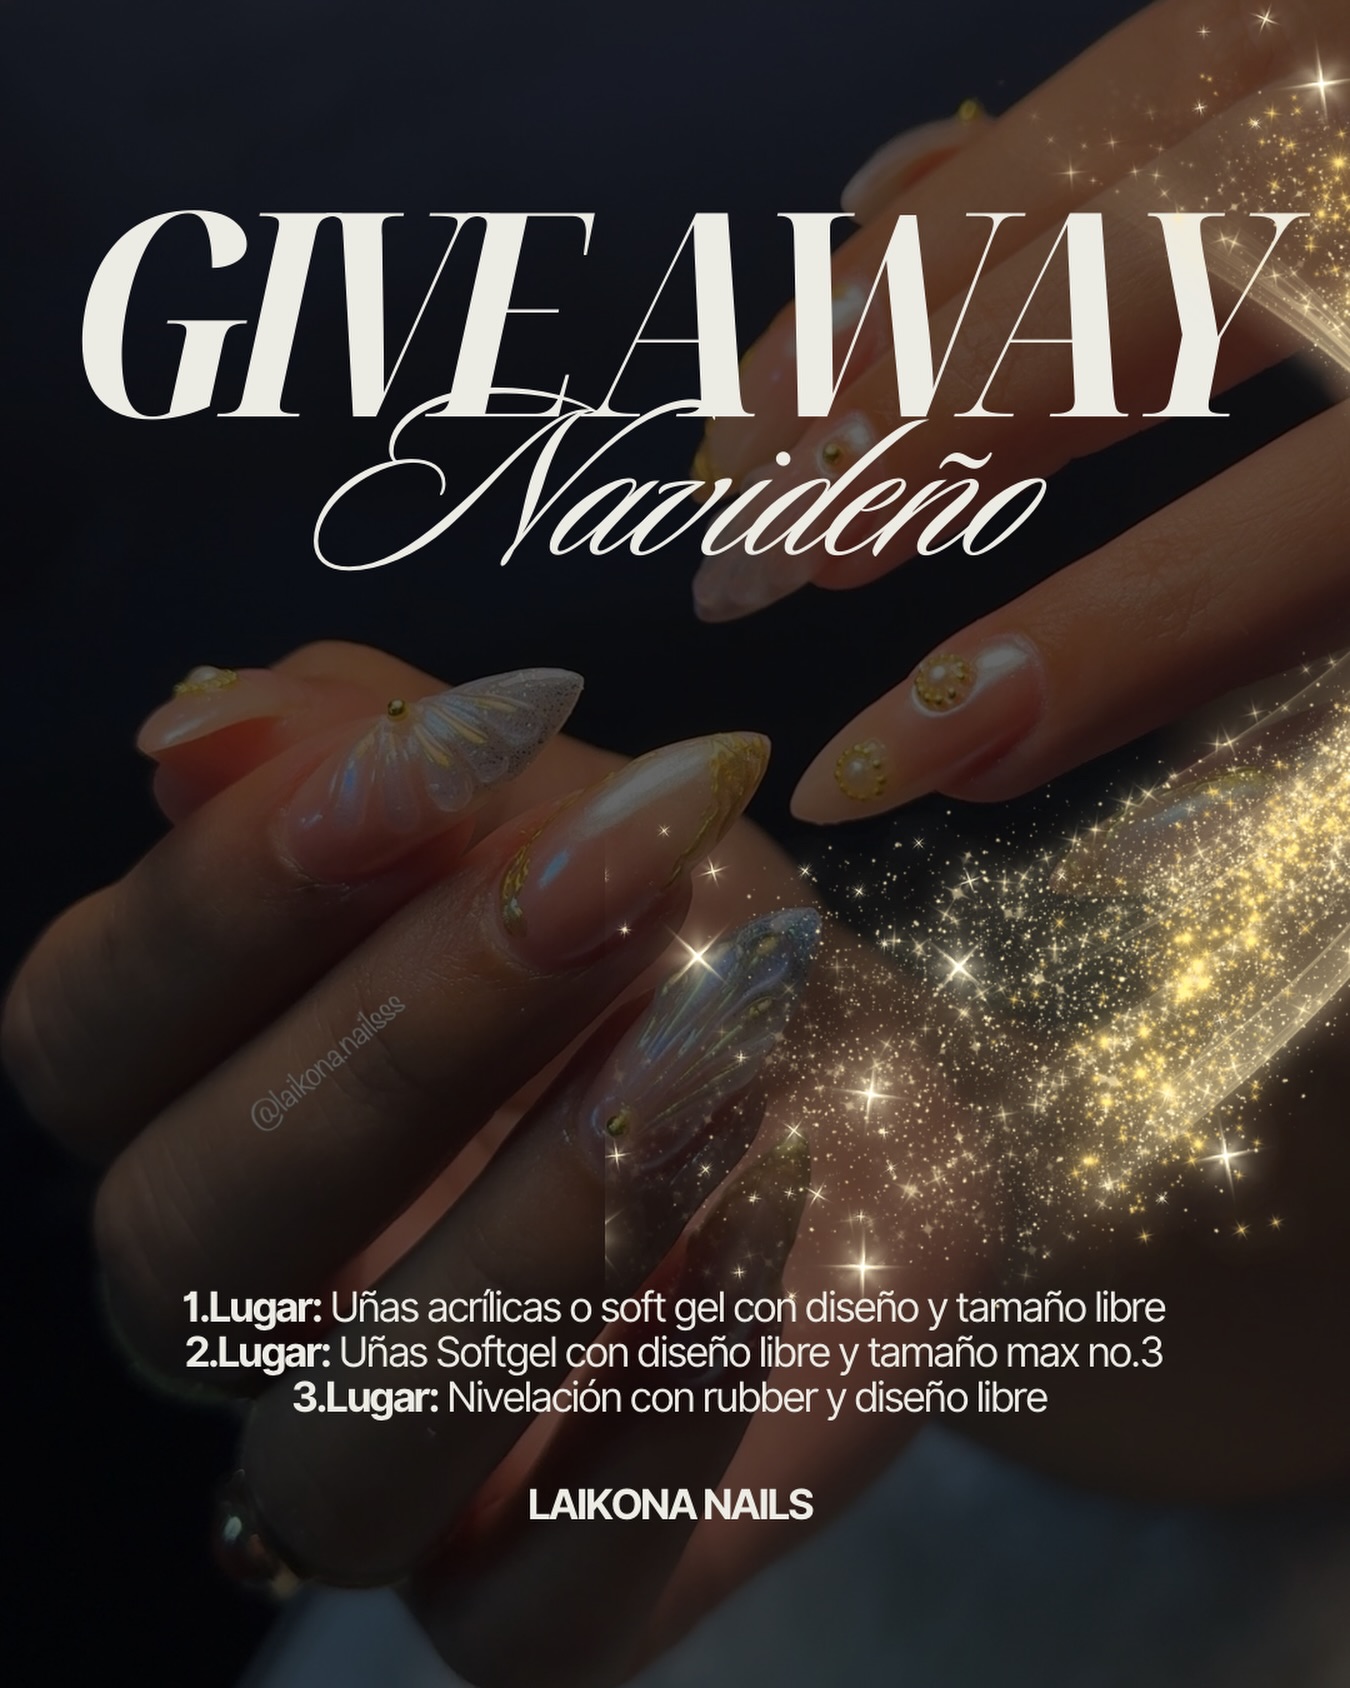 GIVEAWAY
Navideño
@laikona.nailsss
1.Lugar: Uñas acrílicas o soft gel con diseño y tamaño libre
2.Lugar: Uñas Softgel con diseño libre y tamaño max no.3
3.Lugar: Nivelación con rubber y diseño libre
LAIKONA NAILS